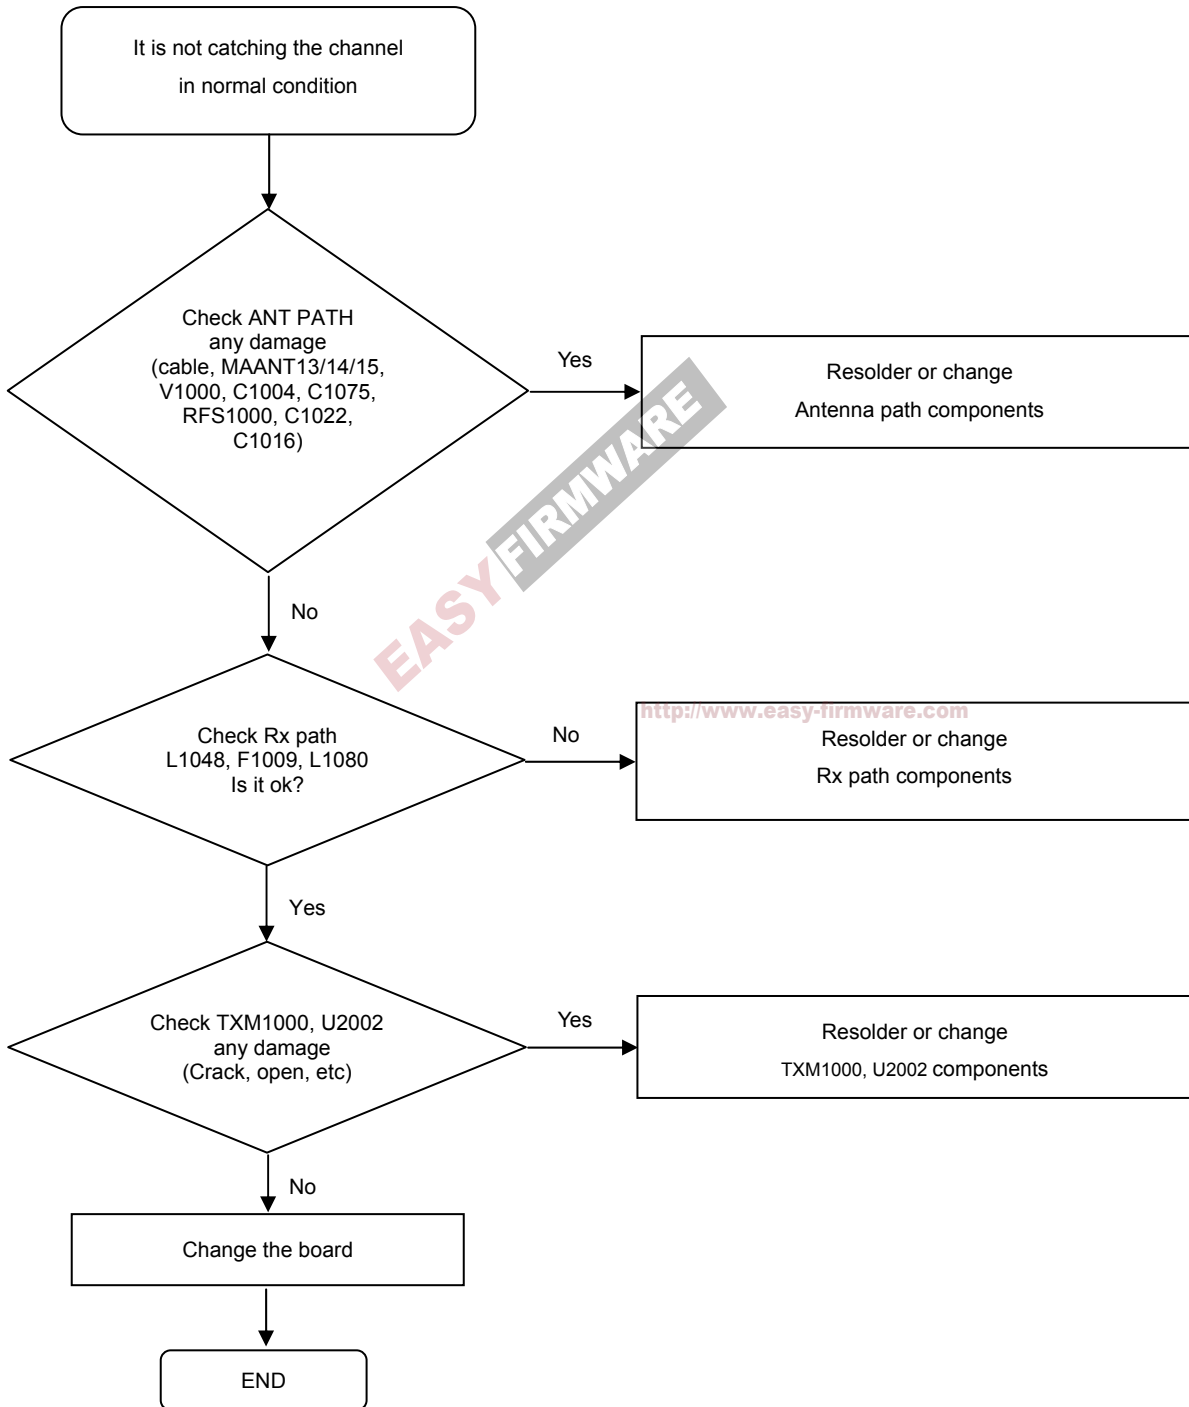 It is not catching the channel
in normal condition
Check ANT PATH
any damage
(cable, MAANT13/14/15,
V1000, C1004, C1075,
RFS1000, C1022,
C1016)
Yes
Resolder or change
Antenna path components
EASY FIRMWARE
No
http://www.easy-firmware.com
Check Rx path
L1048, F1009, L1080
Is it ok?
No
Resolder or change
Rx path components
Yes
Check TXM1000, U2002
any damage
(Crack, open, etc)
Yes
Resolder or change
TXM1000, U2002 components
No
Change the board
END